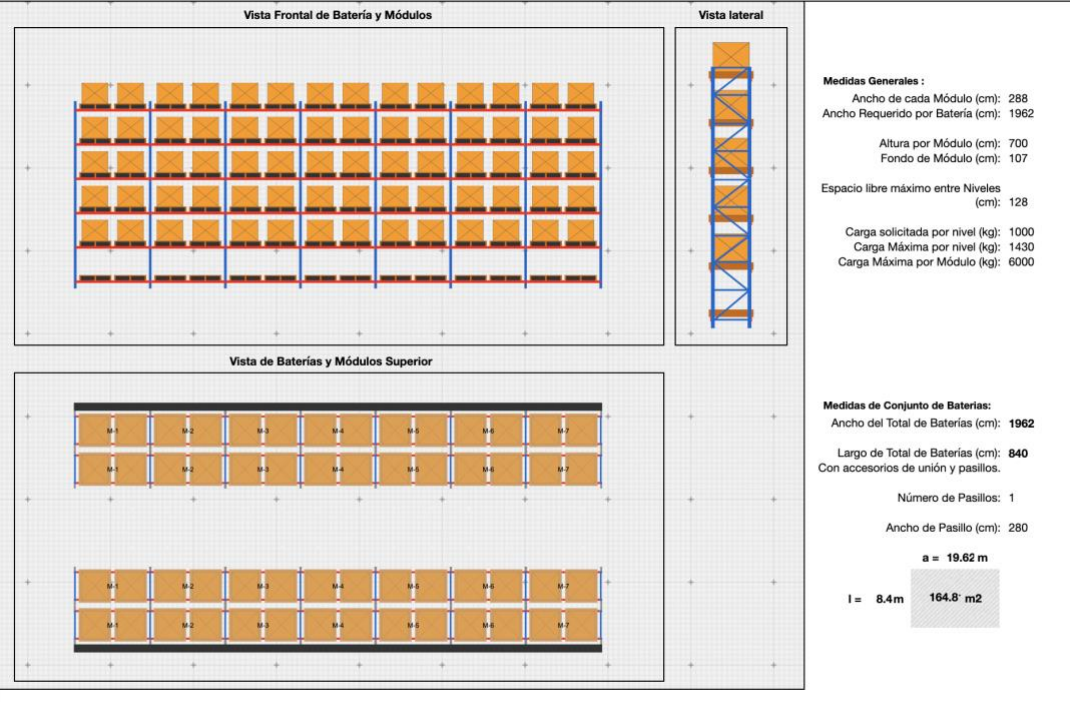 Vista Frontal de Batería y Módulos
Vista lateral
Medidas Generales :
Ancho de cada Módulo (cm): 288
Ancho Requerido por Batería (cm): 1962
Altura por Módulo (cm): 700
Fondo de Módulo (cm): 107
Espacio libre máximo entre Niveles
(cm): 128
Carga solicitada por nivel (kg): 1000
Carga Máxima por nivel (kg): 1430
Carga Máxima por Módulo (kg): 6000
Vista de Baterías y Módulos Superior
M-1 M-2 M-3 M-4 M-5 M-6 M-7
M-1 M-2 M-3 M-4 M-5 M-6 M-7
M-1 M-2 M-3 M-4 M-5 M-6 M-7
M-1 M-2 M-3 M-4 M-5 M-6 M-7
Medidas de Conjunto de Baterias:
Ancho del Total de Baterías (cm): 1962
Largo de Total de Baterías (cm): 840
Con accesorios de unión y pasillos.
Número de Pasillos: 1
Ancho de Pasillo (cm): 280
a = 19.62 m
l = 8.4 m
164.8 m2